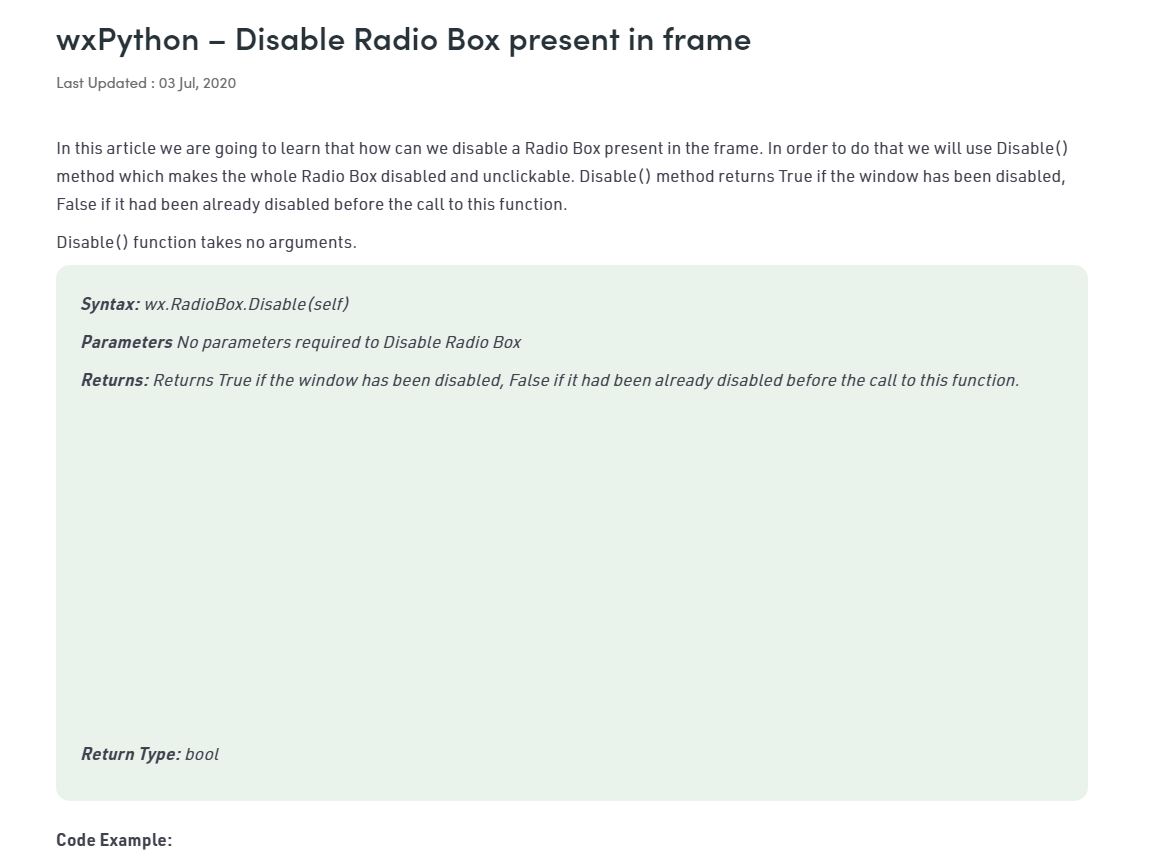 wxPython – Disable Radio Box present in frame
Last Updated : 03 Jul, 2020
In this article we are going to learn that how can we disable a Radio Box present in the frame. In order to do that we will use Disable()
method which makes the whole Radio Box disabled and unclickable. Disable() method returns True if the window has been disabled,
False if it had been already disabled before the call to this function.
Disable() function takes no arguments.
Syntax: wx.RadioBox.Disable(self)
Parameters No parameters required to Disable Radio Box
Returns: Returns True if the window has been disabled, False if it had been already disabled before the call to this function.
Return Type: bool
Code Example: